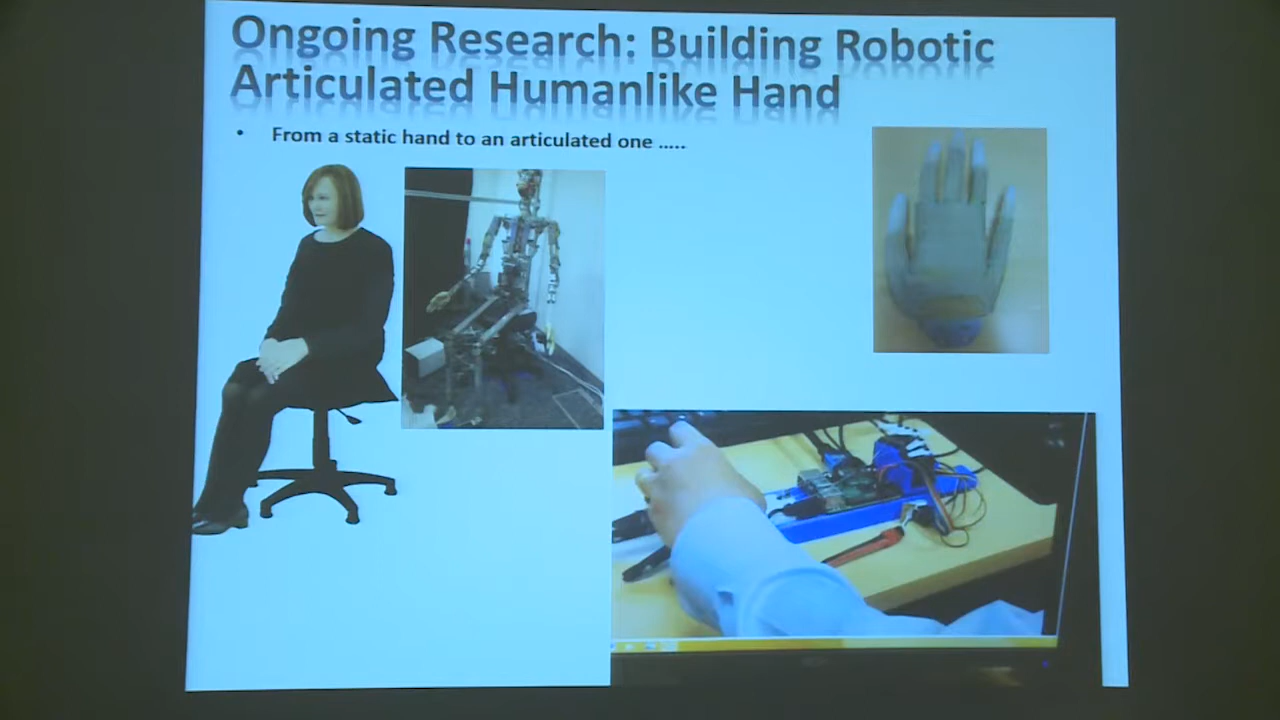 Ongoing Research: Building Robotic
Articulated Humanlike Hand
• From a static hand to an articulated one .....